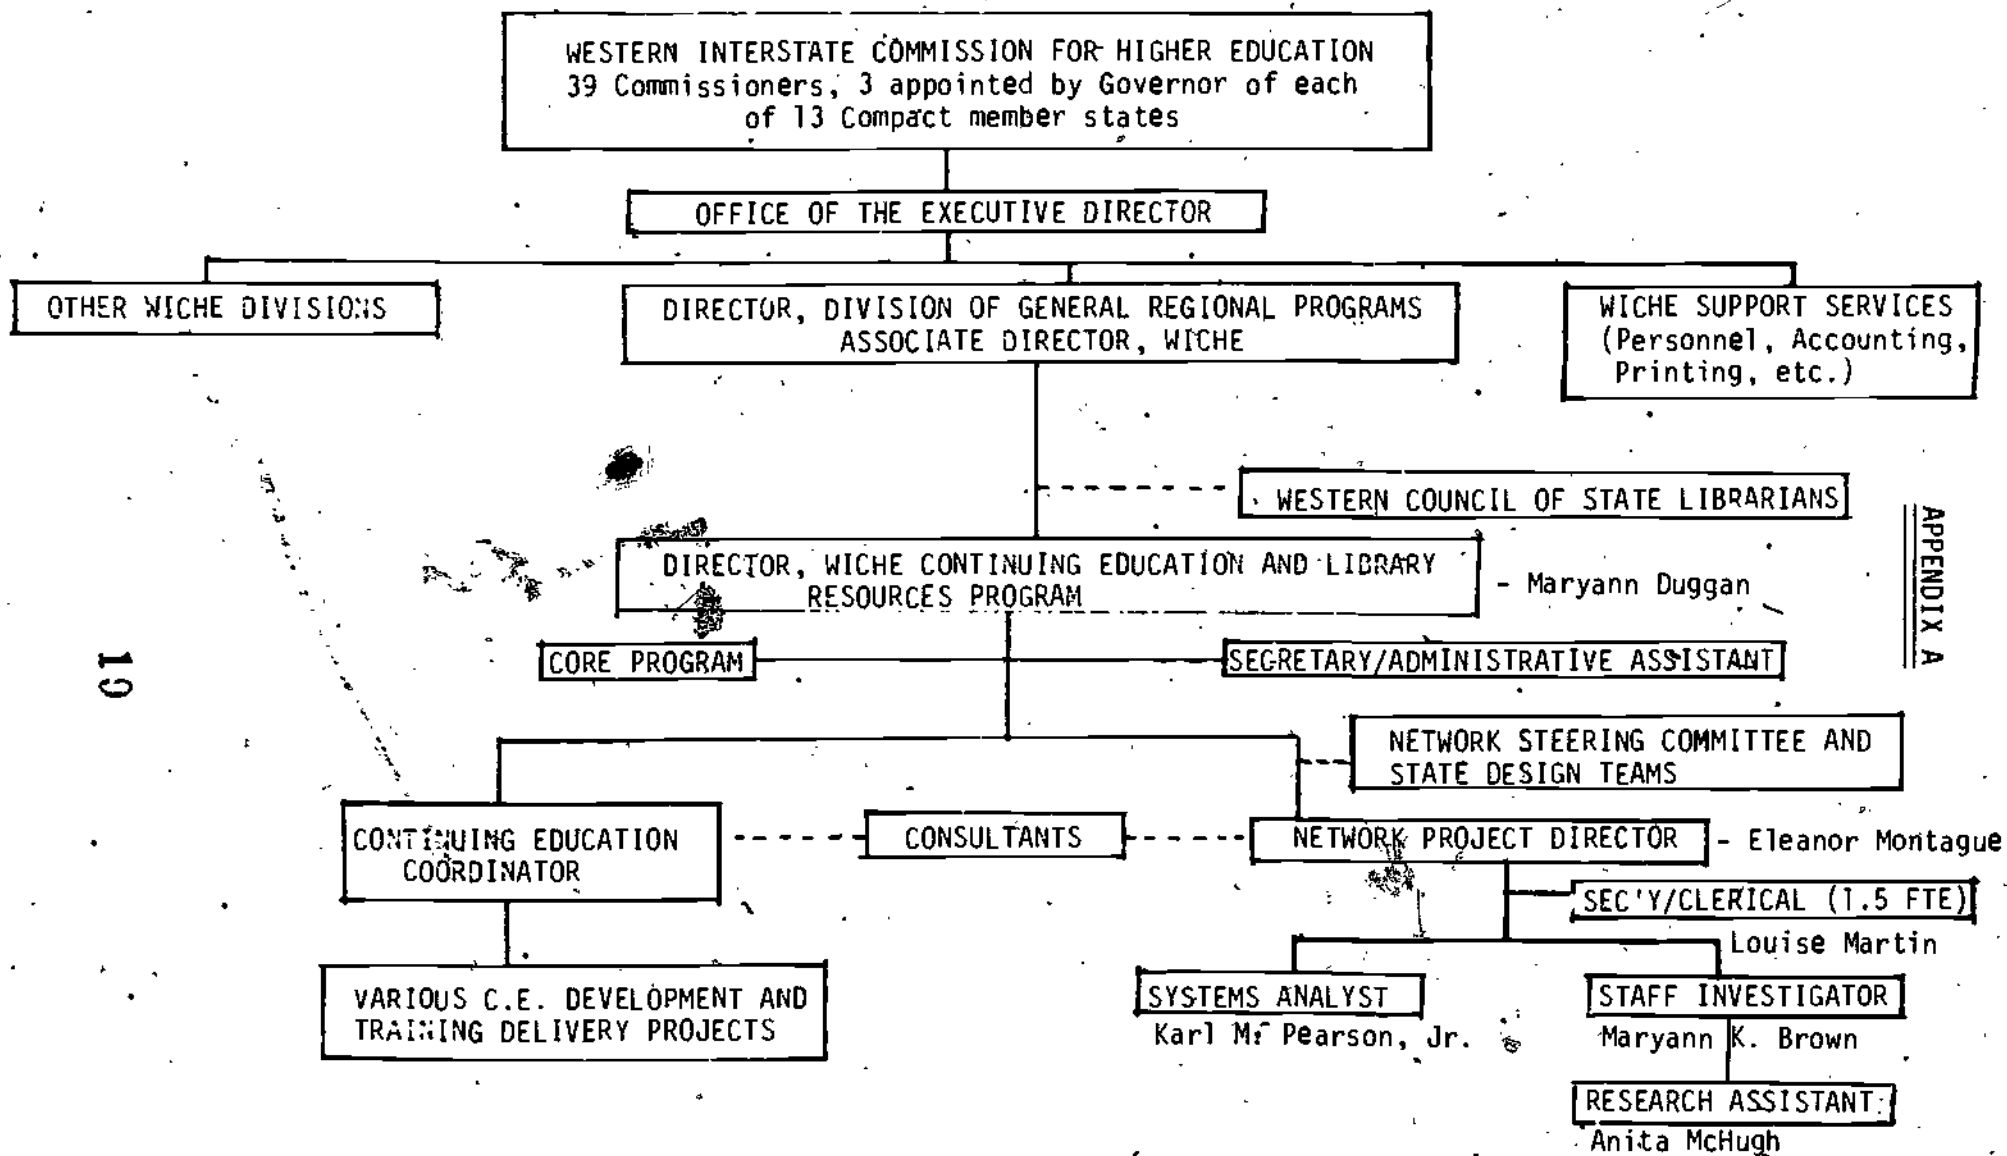 WESTERN INTERSTATE COMMISSION FOR HIGHER EDUCATION
39 Commissioners, 3 appointed by Governor of each
of 13 Compact member states
OFFICE OF THE EXECUTIVE DIRECTOR
OTHER WICHE DIVISIONS
DIRECTOR, DIVISION OF GENERAL REGIONAL PROGRAMS
ASSOCIATE DIRECTOR, WICHE
WICHE SUPPORT SERVICES
(Personnel, Accounting,
Printing, etc.)
WESTERN COUNCIL OF STATE LIBRARIANS
APPENDIX A
DIRECTOR, WICHE CONTINUING EDUCATION AND LIBRARY
RESOURCES PROGRAM
- Maryann Duggan
CORE PROGRAM
SECRETARY/ADMINISTRATIVE ASSISTANT
19
NETWORK STEERING COMMITTEE AND
STATE DESIGN TEAMS
CONTINUING EDUCATION
COORDINATOR
CONSULTANTS
NETWORK PROJECT DIRECTOR
- Eleanor Montague
SEC'Y/CLERICAL (1.5 FTE)
Louise Martin
VARIOUS C.E. DEVELOPMENT AND
TRAINING DELIVERY PROJECTS
SYSTEMS ANALYST
Karl M. Pearson, Jr.
STAFF INVESTIGATOR
Maryann K. Brown
RESEARCH ASSISTANT
Anita McHugh